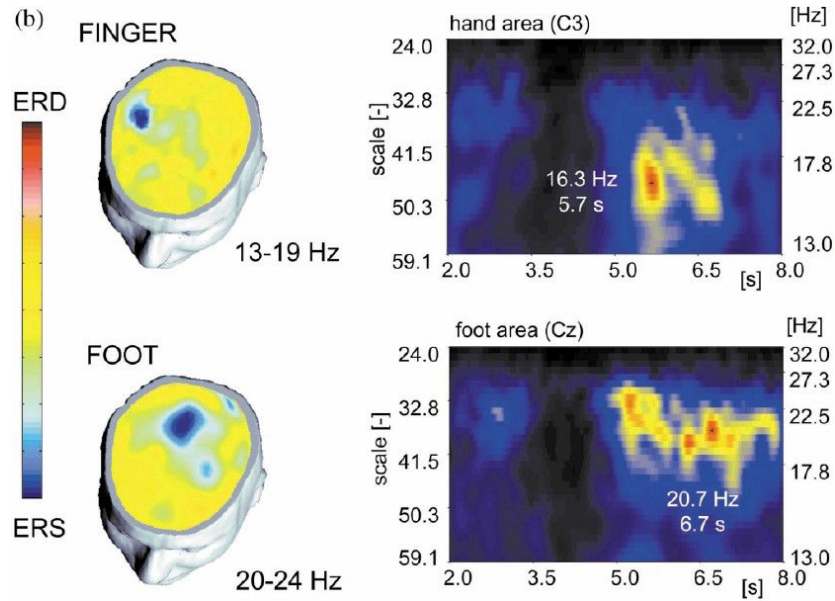 (b)
FINGER
ERD
ERS
13-19 Hz
FOOT
20-24 Hz
hand area (C3)
[Hz]
scale [-]
24.0
32.8
41.5
50.3
59.1
32.0
27.3
22.5
17.8
13.0
16.3 Hz
5.7 s
2.0 3.5 5.0 6.5 8.0
[s]
foot area (Cz)
[Hz]
scale [-]
24.0
32.8
41.5
50.3
59.1
32.0
27.3
22.5
17.8
13.0
20.7 Hz
6.7 s
2.0 3.5 5.0 6.5 8.0
[s]